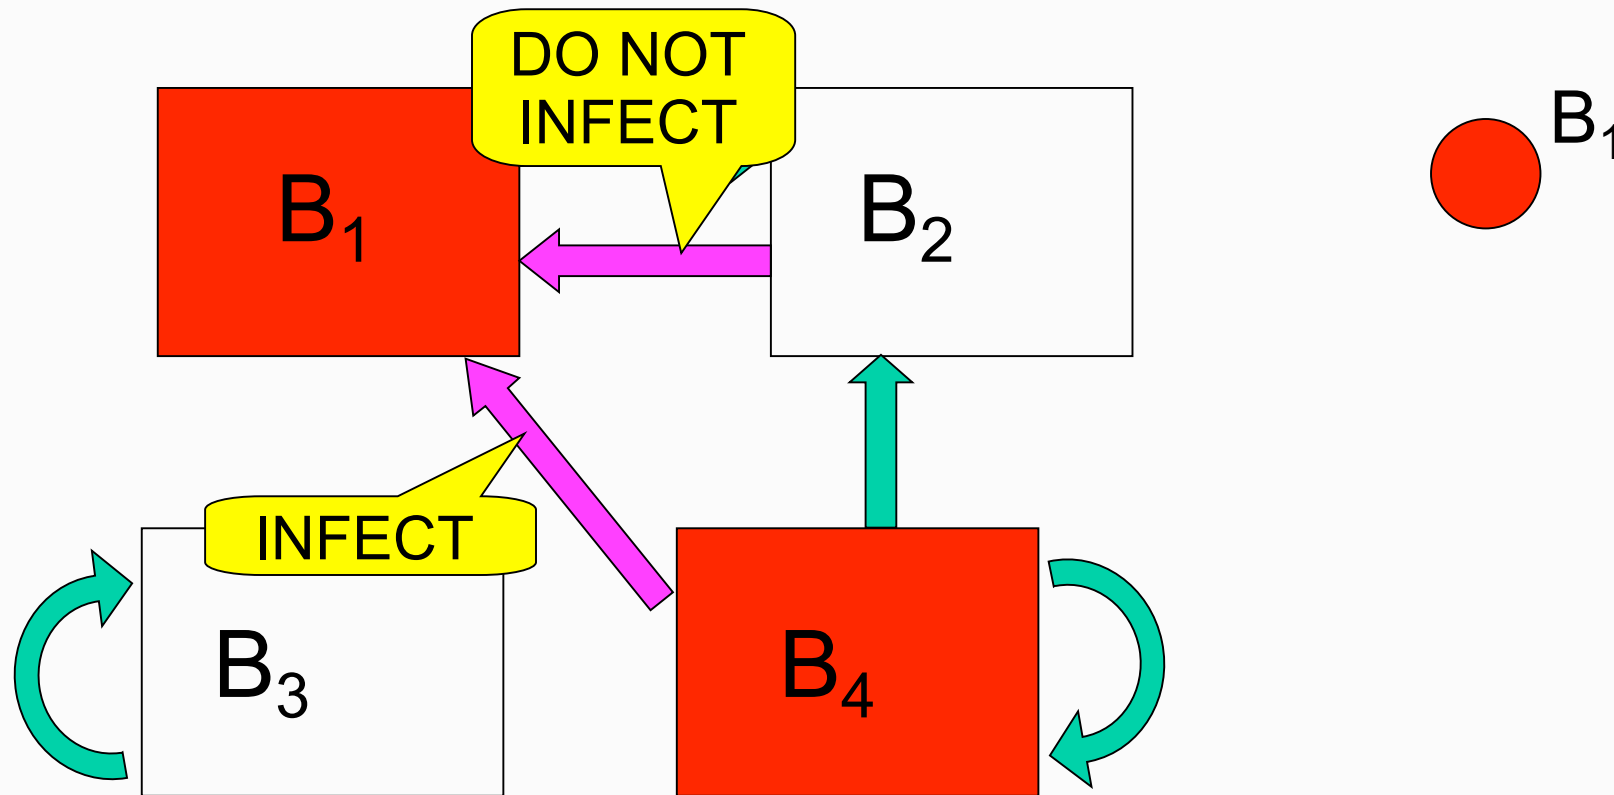 DO NOT
INFECT
B₁
B₂
B₁
INFECT
B₃
B₄